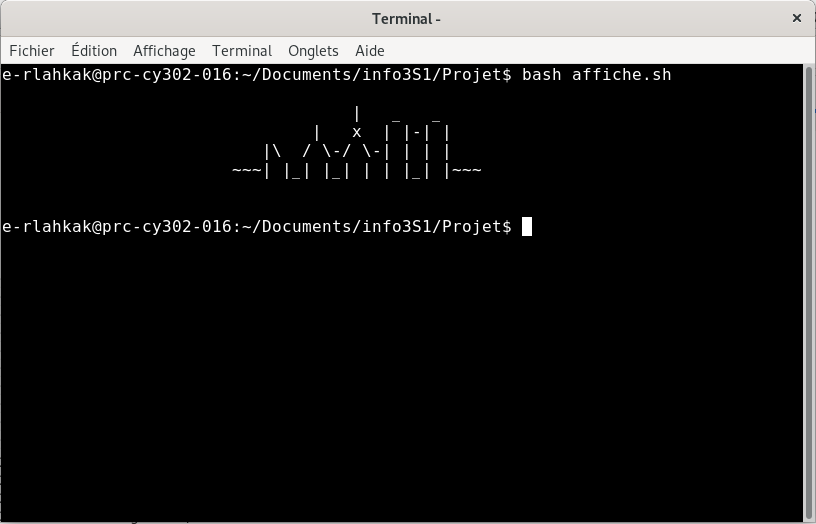 Terminal -
Fichier Édition Affichage Terminal Onglets Aide
e-rlahkak@prc-cy302-016:~/Documents/info3S1/Projet$ bash affiche.sh
                                   |   _   _
                               |   x  | |-| |
                          |\  / \-/ \-| | | |
                       ~~~| |_| |_| | | |_| |~~~
e-rlahkak@prc-cy302-016:~/Documents/info3S1/Projet$